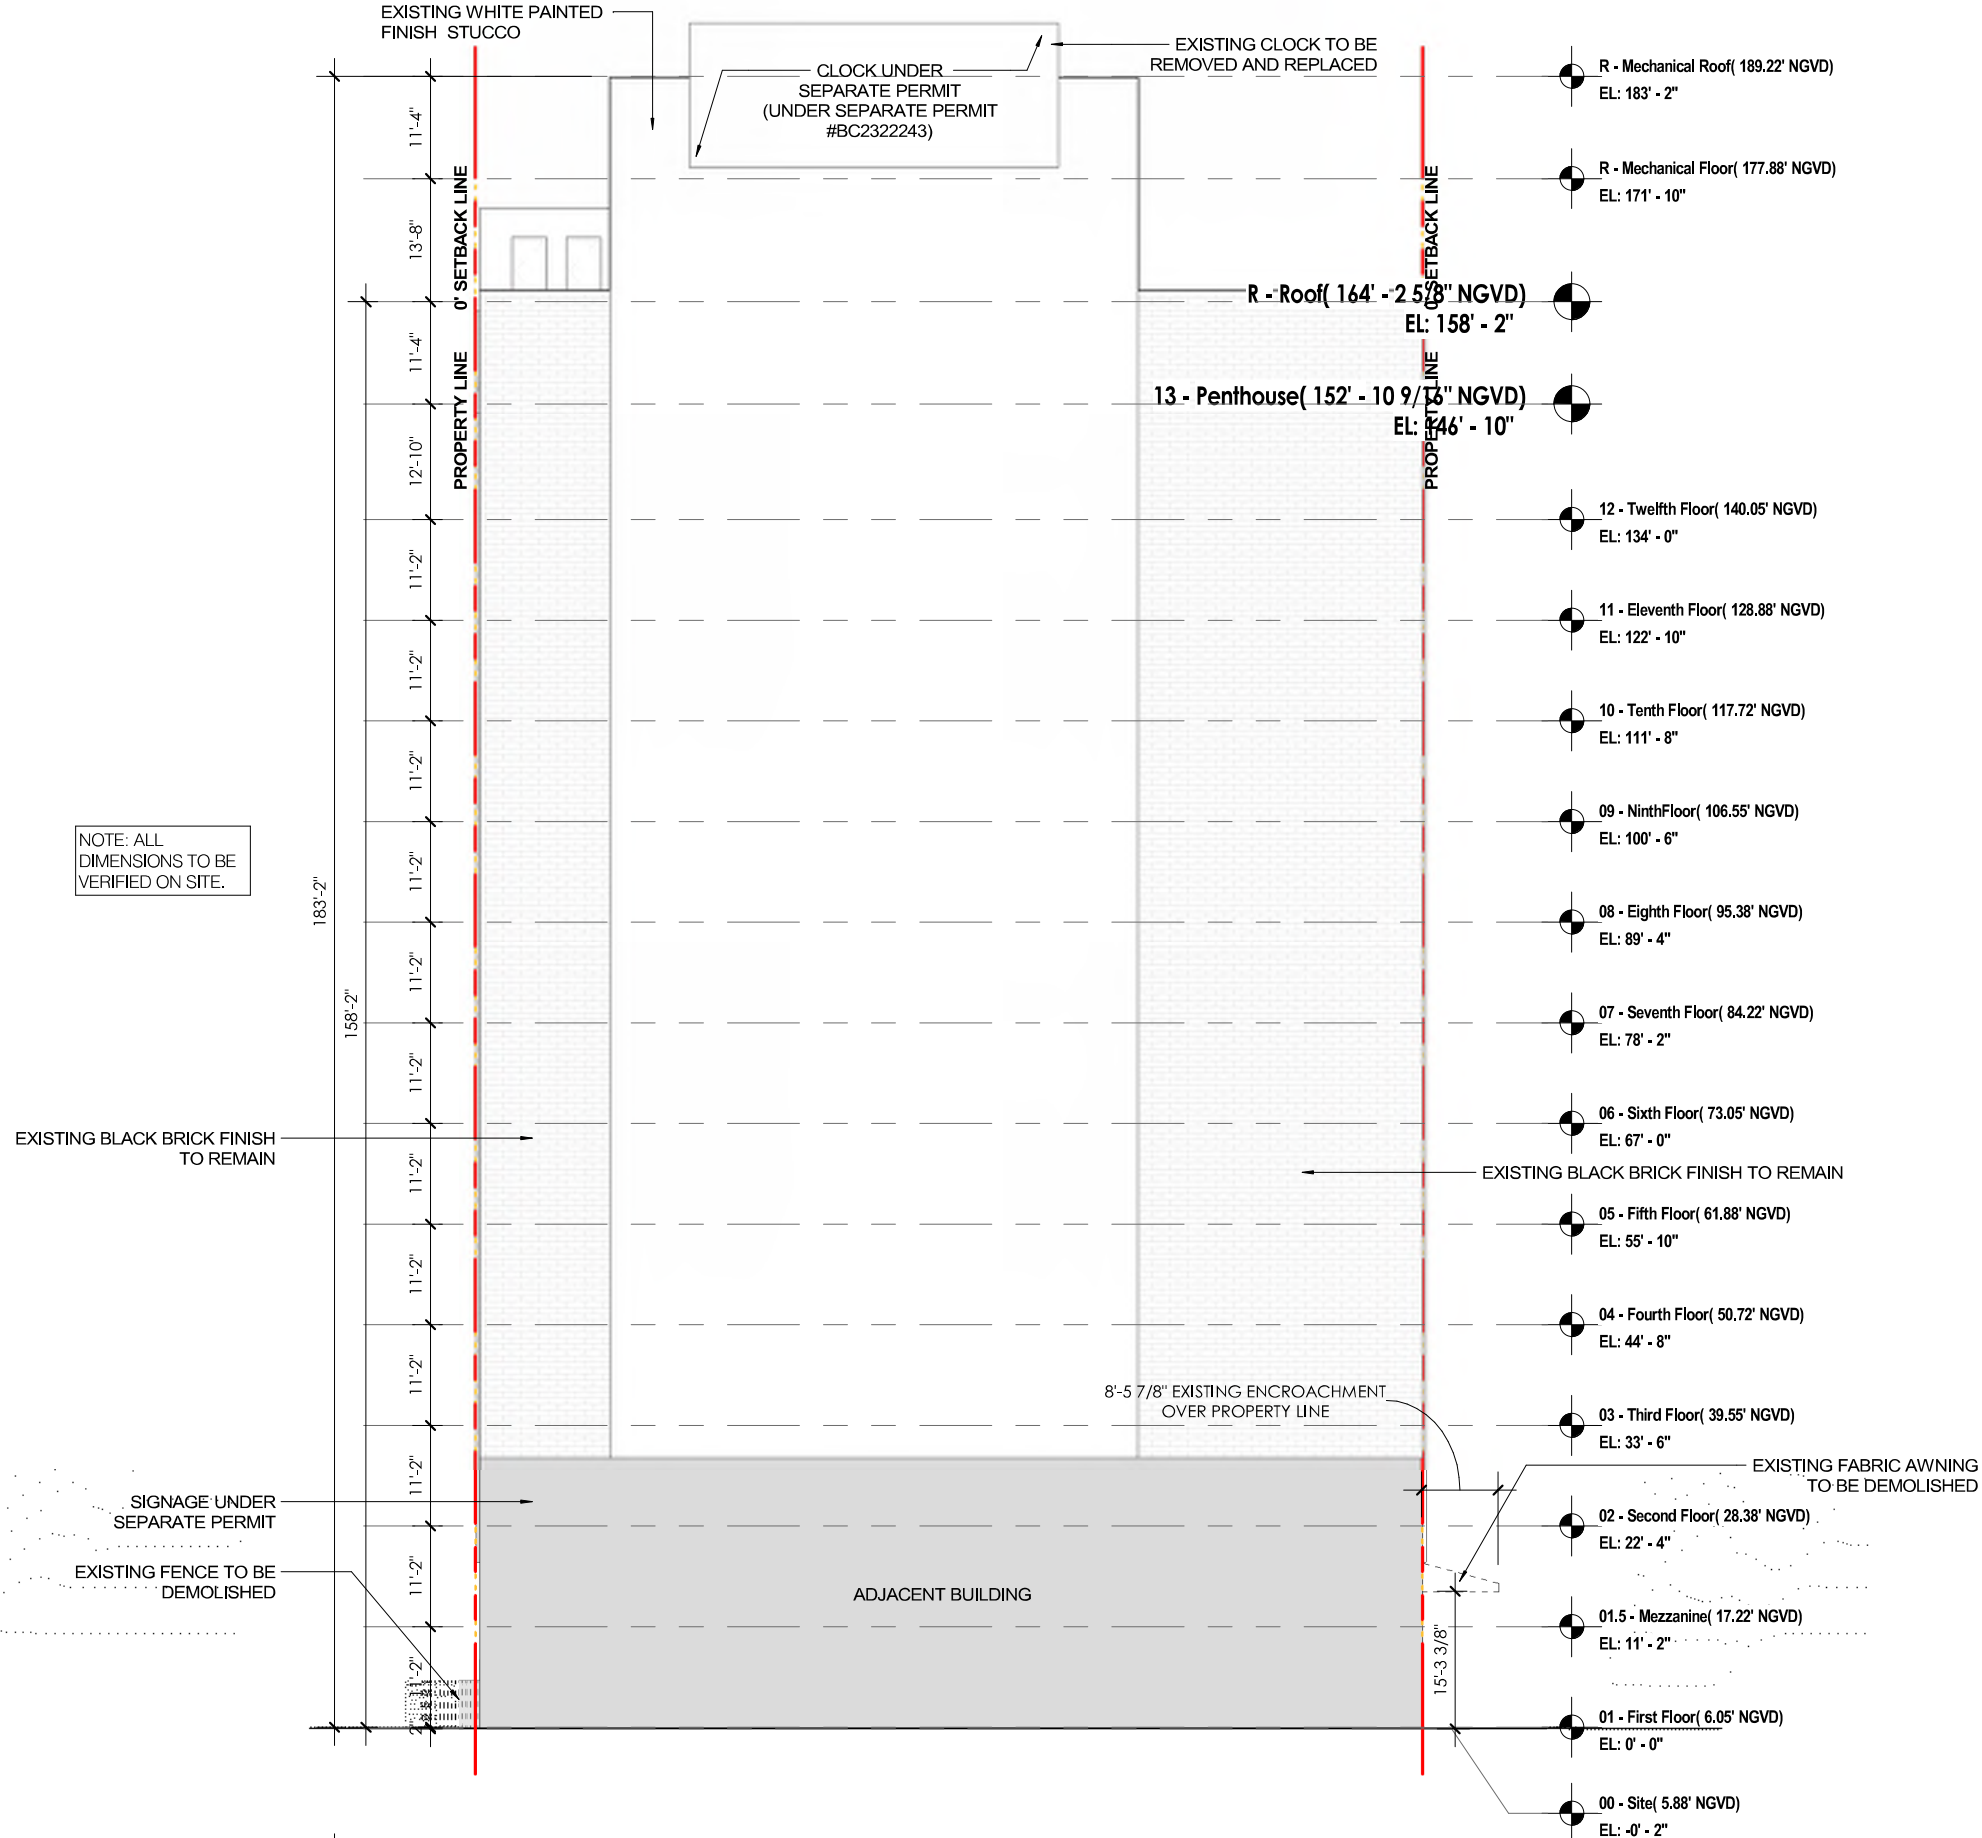 EXISTING WHITE PAINTED
FINISH STUCCO
CLOCK UNDER
SEPARATE PERMIT
(UNDER SEPARATE PERMIT
#BC2322243)
EXISTING CLOCK TO BE
REMOVED AND REPLACED
R - Mechanical Roof( 189.22' NGVD)
EL: 183' - 2"
11'-4"
R - Mechanical Floor( 177.88' NGVD)
EL: 171' - 10"
13'-8"
0' SETBACK LINE
0' SETBACK LINE
R - Roof( 164' - 2 5/8" NGVD)
EL: 158' - 2"
11'-4"
PROPERTY LINE
PROPERTY LINE
13 - Penthouse( 152' - 10 9/16" NGVD)
EL: 146' - 10"
12'-10"
12 - Twelfth Floor( 140.05' NGVD)
EL: 134' - 0"
11'-2"
11 - Eleventh Floor( 128.88' NGVD)
EL: 122' - 10"
11'-2"
10 - Tenth Floor( 117.72' NGVD)
EL: 111' - 8"
11'-2"
09 - NinthFloor( 106.55' NGVD)
EL: 100' - 6"
NOTE: ALL
DIMENSIONS TO BE
VERIFIED ON SITE.
183'-2"
11'-2"
08 - Eighth Floor( 95.38' NGVD)
EL: 89' - 4"
158'-2"
11'-2"
07 - Seventh Floor( 84.22' NGVD)
EL: 78' - 2"
11'-2"
06 - Sixth Floor( 73.05' NGVD)
EL: 67' - 0"
EXISTING BLACK BRICK FINISH
TO REMAIN
11'-2"
EXISTING BLACK BRICK FINISH TO REMAIN
05 - Fifth Floor( 61.88' NGVD)
EL: 55' - 10"
11'-2"
04 - Fourth Floor( 50.72' NGVD)
EL: 44' - 8"
11'-2"
8'-5 7/8" EXISTING ENCROACHMENT
OVER PROPERTY LINE
03 - Third Floor( 39.55' NGVD)
EL: 33' - 6"
11'-2"
EXISTING FABRIC AWNING
TO BE DEMOLISHED
SIGNAGE UNDER
SEPARATE PERMIT
02 - Second Floor( 28.38' NGVD)
EL: 22' - 4"
EXISTING FENCE TO BE
DEMOLISHED
11'-2"
ADJACENT BUILDING
01.5 - Mezzanine( 17.22' NGVD)
EL: 11' - 2"
15'-3 3/8"
11'-2"
2"
01 - First Floor( 6.05' NGVD)
EL: 0' - 0"
00 - Site( 5.88' NGVD)
EL: -0' - 2"